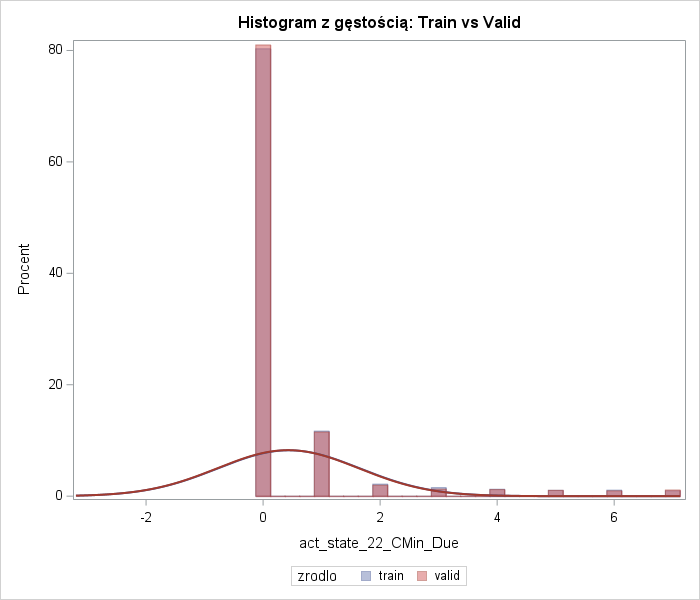 Histogram z gęstością: Train vs Valid
80
60
40
20
0
Procent
-2 0 2 4 6
act_state_22_CMin_Due
zrodlo train valid